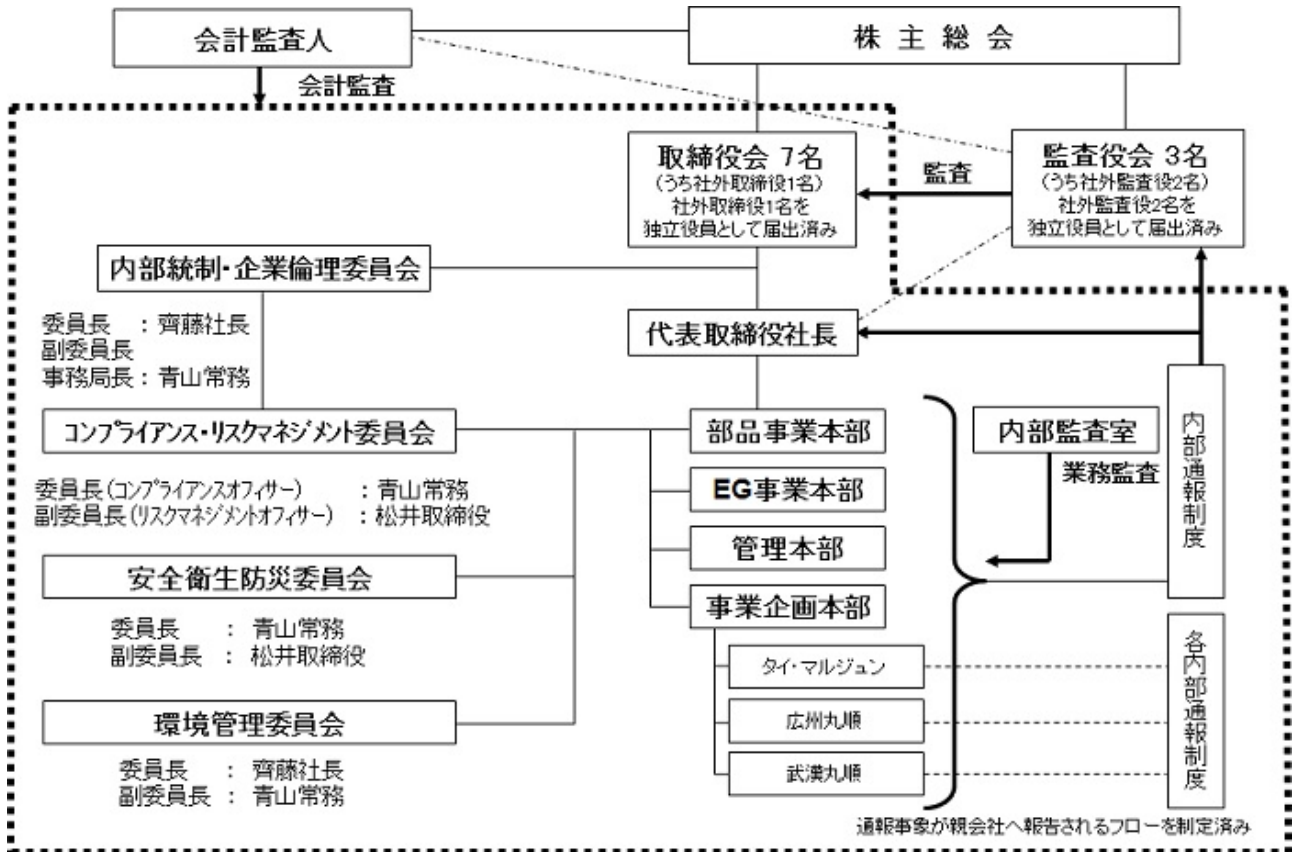 会計監査人
株主総会
会計監査
取締役会 7名
(うち社外取締役1名)
社外取締役1名を
独立役員として届出済み
監査
監査役会 3名
(うち社外監査役2名)
社外監査役2名を
独立役員として届出済み
内部統制・企業倫理委員会
委員長 :齊藤社長
副委員長
事務局長:青山常務
代表取締役社長
コンプライアンス・リスクマネジメント委員会
委員長(コンプライアンスオフィサー) :青山常務
副委員長(リスクマネジメントオフィサー) :松井取締役
部品事業本部
EG事業本部
管理本部
事業企画本部
タイ・マルジュン
広州丸順
武漢丸順
内部監査室
業務監査
内部通報制度
各内部通報制度
安全衛生防災委員会
委員長 : 青山常務
副委員長 : 松井取締役
環境管理委員会
委員長 : 齊藤社長
副委員長 : 青山常務
通報事象が親会社へ報告されるフローを制定済み